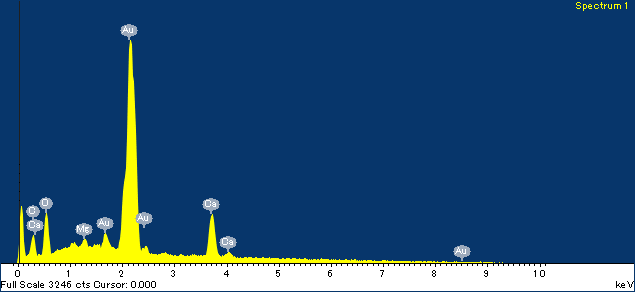 Spectrum 1
Au
C
O
Ca
Mg
Au
Au
Ca
Ca
Au
0 1 2 3 4 5 6 7 8 9 10
Full Scale 3246 cts Cursor: 0.000 keV